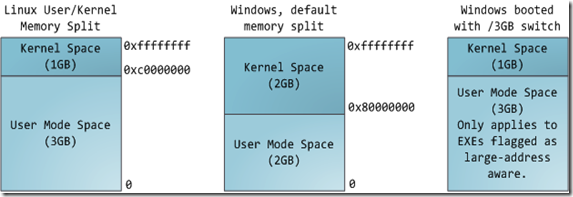 Linux User/Kernel
Memory Split
Kernel Space
(1GB)
0xffffffff
0xc0000000
User Mode Space
(3GB)
0
Windows, default
memory split
Kernel Space
(2GB)
0xffffffff
0x80000000
User Mode Space
(2GB)
0
Windows booted
with /3GB switch
Kernel Space
(1GB)
User Mode Space
(3GB)
Only applies to
EXEs flagged as
large-address
aware.